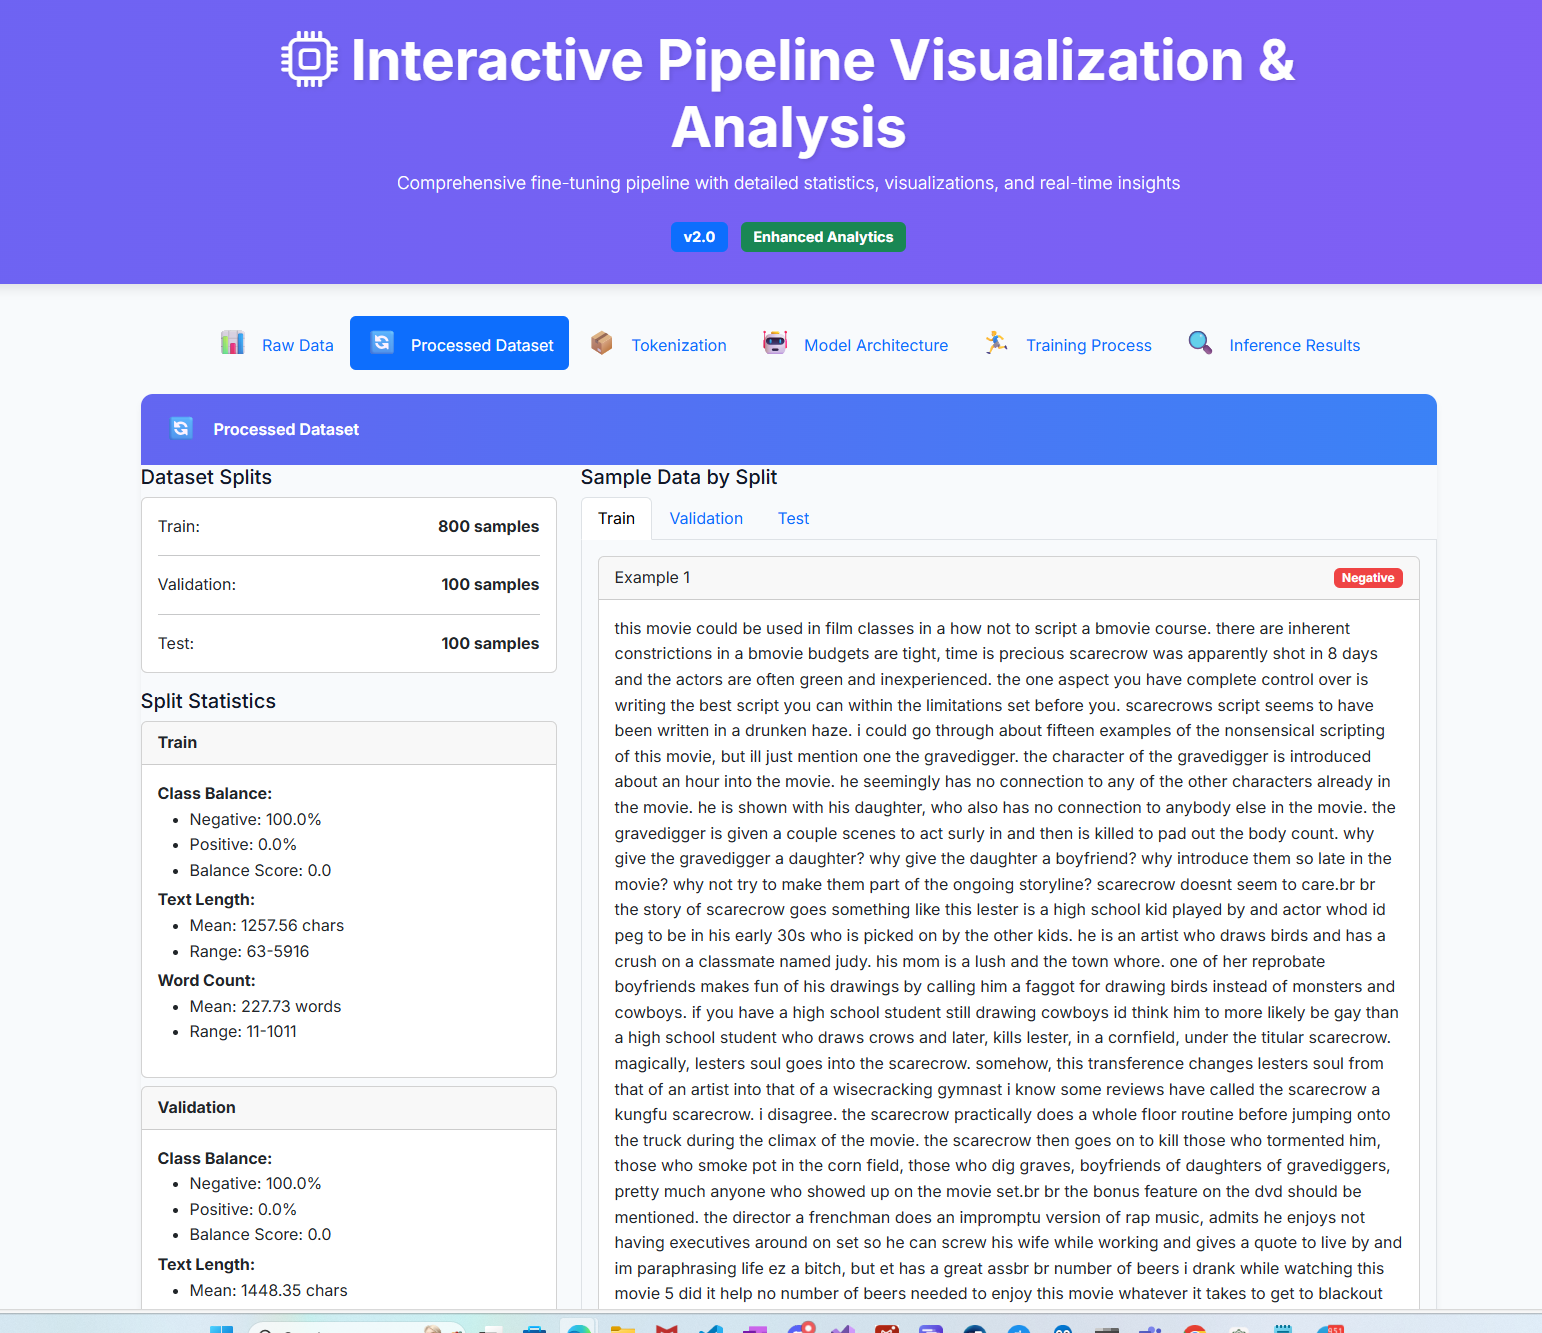 Interactive Pipeline Visualization &
Analysis
Comprehensive fine-tuning pipeline with detailed statistics, visualizations, and real-time insights
v2.0
Enhanced Analytics
Raw Data
Processed Dataset
Tokenization
Model Architecture
Training Process
Inference Results
Processed Dataset
Dataset Splits
Train: 800 samples
Validation: 100 samples
Test: 100 samples
Split Statistics
Train
Class Balance:
• Negative: 100.0%
• Positive: 0.0%
• Balance Score: 0.0
Text Length:
• Mean: 1257.56 chars
• Range: 63-5916
Word Count:
• Mean: 227.73 words
• Range: 11-1011
Validation
Class Balance:
• Negative: 100.0%
• Positive: 0.0%
• Balance Score: 0.0
Text Length:
• Mean: 1448.35 chars
Sample Data by Split
Train
Validation
Test
Example 1
Negative
this movie could be used in film classes in a how not to script a bmovie course. there are inherent
constrictions in a bmovie budgets are tight, time is precious scarecrow was apparently shot in 8 days
and the actors are often green and inexperienced. the one aspect you have complete control over is
writing the best script you can within the limitations set before you. scarecrows script seems to have
been written in a drunken haze. i could go through about fifteen examples of the nonsensical scripting
of this movie, but ill just mention one the gravedigger. the character of the gravedigger is introduced
about an hour into the movie. he seemingly has no connection to any of the other characters already in
the movie. he is shown with his daughter, who also has no connection to anybody else in the movie. the
gravedigger is given a couple scenes to act surly in and then is killed to pad out the body count. why
give the gravedigger a daughter? why give the daughter a boyfriend? why introduce them so late in the
movie? why not try to make them part of the ongoing storyline? scarecrow doesnt seem to care.br br
the story of scarecrow goes something like this lester is a high school kid played by and actor whod id
peg to be in his early 30s who is picked on by the other kids. he is an artist who draws birds and has a
crush on a classmate named judy. his mom is a lush and the town whore. one of her reprobate
boyfriends makes fun of his drawings by calling him a faggot for drawing birds instead of monsters and
cowboys. if you have a high school student still drawing cowboys id think him to more likely be gay than
a high school student who draws crows and later, kills lester, in a cornfield, under the titular scarecrow.
magically, lesters soul goes into the scarecrow. somehow, this transference changes lesters soul from
that of an artist into that of a wisecracking gymnast i know some reviews have called the scarecrow a
kungfu scarecrow. i disagree. the scarecrow practically does a whole floor routine before jumping onto
the truck during the climax of the movie. the scarecrow then goes on to kill those who tormented him,
those who smoke pot in the corn field, those who dig graves, boyfriends of daughters of gravediggers,
pretty much anyone who showed up on the movie set.br br the bonus feature on the dvd should be
mentioned. the director a frenchman does an impromptu version of rap music, admits he enjoys not
having executives around on set so he can screw his wife while working and gives a quote to live by and
im paraphrasing life ez a bitch, but et has a great assbr br number of beers i drank while watching this
movie 5 did it help no number of beers needed to enjoy this movie whatever it takes to get to blackout